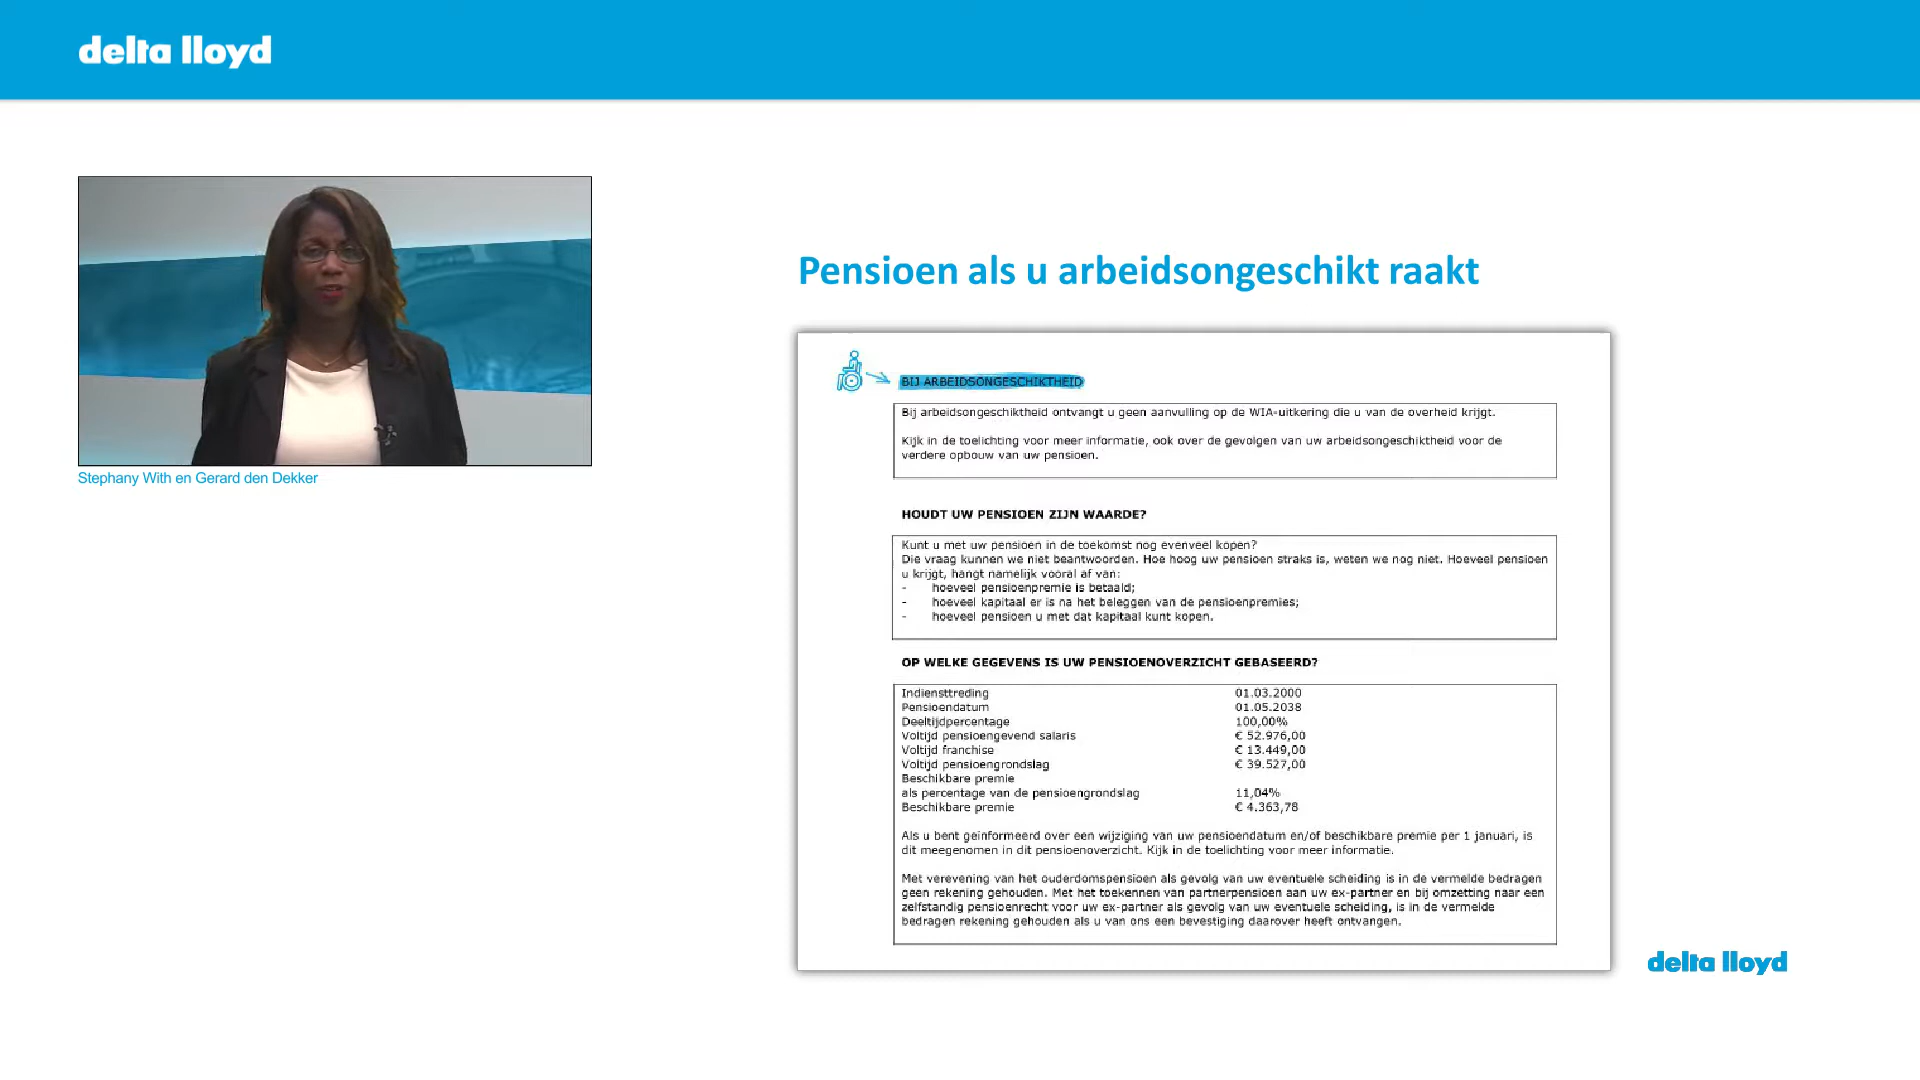 delta lloyd
Stephany With en Gerard den Dekker
Pensioen als u arbeidsongeschikt raakt
BIJ ARBEIDSONGESCHIKTHEID
Bij arbeidsongeschiktheid ontvangt u geen aanvulling op de WIA-uitkering die u van de overheid krijgt.
Kijk in de toelichting voor meer informatie, ook over de gevolgen van uw arbeidsongeschiktheid voor de
verdere opbouw van uw pensioen.
HOUDT UW PENSIOEN ZIJN WAARDE?
Kunt u met uw pensioen in de toekomst nog evenveel kopen?
Die vraag kunnen we niet beantwoorden. Hoe hoog uw pensioen straks is, weten we nog niet. Hoeveel pensioen
u krijgt, hangt namelijk vooral af van:
- hoeveel pensioenpremie is betaald;
- hoeveel kapitaal er is na het beleggen van de pensioenpremies;
- hoeveel pensioen u met dat kapitaal kunt kopen.
OP WELKE GEGEVENS IS UW PENSIOENOVERZICHT GEBASEERD?
Indiensttreding 01.03.2000
Pensioendatum 01.05.2038
Deeltijdpercentage 100,00%
Voltijd pensioengevend salaris € 52.976,00
Voltijd franchise € 13.449,00
Voltijd pensioengrondslag € 39.527,00
Beschikbare premie
als percentage van de pensioengrondslag 11,04%
Beschikbare premie € 4.363,78
Als u bent geïnformeerd over een wijziging van uw pensioendatum en/of beschikbare premie per 1 januari, is
dit meegenomen in dit pensioenoverzicht. Kijk in de toelichting voor meer informatie.
Met verevening van het ouderdomspensioen als gevolg van uw eventuele scheiding is in de vermelde bedragen
geen rekening gehouden. Met het toekennen van partnerpensioen aan uw ex-partner en bij omzetting naar een
zelfstandig pensioenrecht voor uw ex-partner als gevolg van uw eventuele scheiding, is in de vermelde
bedragen rekening gehouden als u van ons een bevestiging daarover heeft ontvangen.
delta lloyd